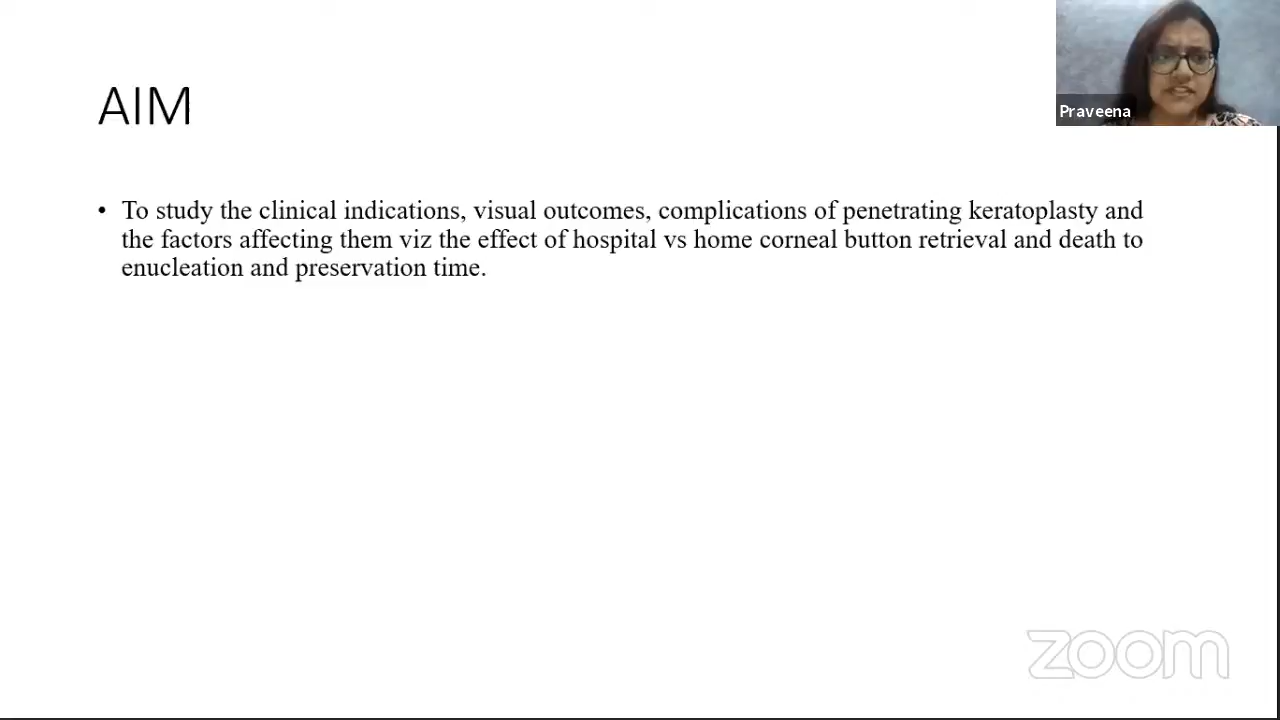 AIM
Praveena
• To study the clinical indications, visual outcomes, complications of penetrating keratoplasty and
the factors affecting them viz the effect of hospital vs home corneal button retrieval and death to
enucleation and preservation time.
zoom